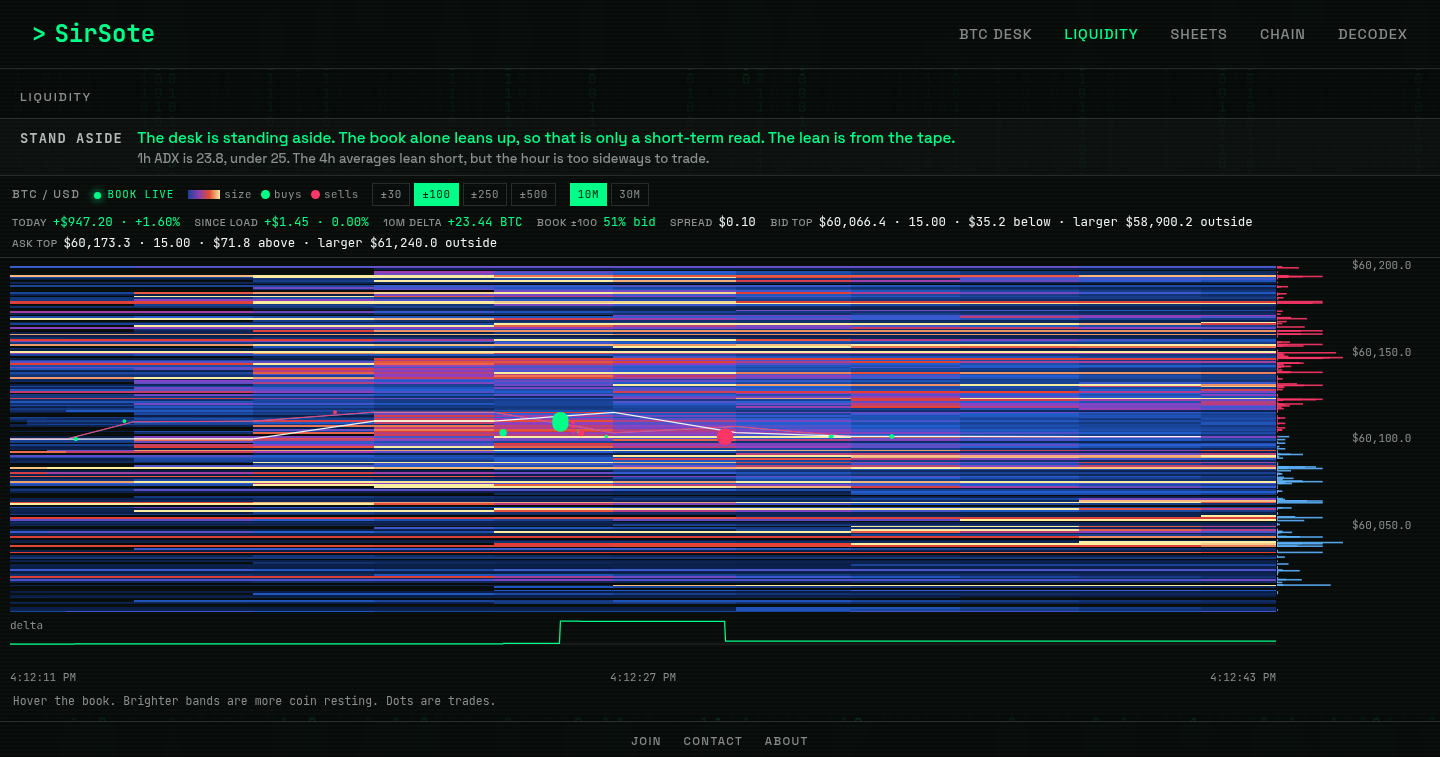 > SirSote
BTC DESK LIQUIDITY SHEETS CHAIN DECODEX
LIQUIDITY
STAND ASIDE The desk is standing aside. The book alone leans up, so that is only a short-term read. The lean is from the tape.
1h ADX is 23.8, under 25. The 4h averages lean short, but the hour is too sideways to trade.
BTC / USD BOOK LIVE size buys sells ±30 ±100 ±250 ±500 10M 30M
TODAY +$947.20 · +1.60% SINCE LOAD +$1.45 · 0.00% 10M DELTA +23.44 BTC BOOK ±100 51% bid SPREAD $0.10 BID TOP $60,066.4 · 15.00 · $35.2 below · larger $58,900.2 outside
ASK TOP $60,173.3 · 15.00 · $71.8 above · larger $61,240.0 outside
$60,200.0
$60,150.0
$60,100.0
$60,050.0
delta
4:12:11 PM 4:12:27 PM 4:12:43 PM
Hover the book. Brighter bands are more coin resting. Dots are trades.
JOIN CONTACT ABOUT